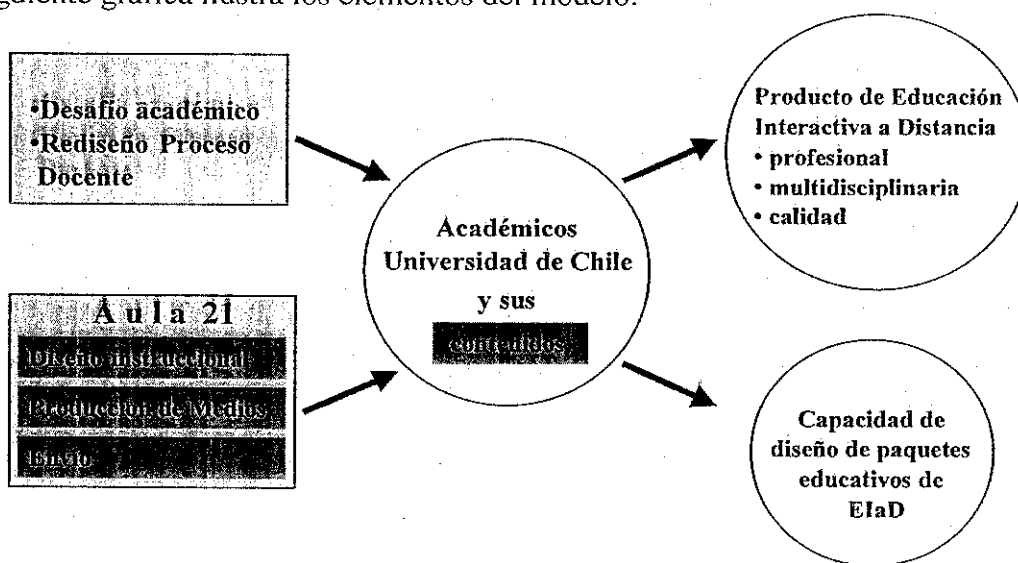 guiente gráfica ilustra los elementos del modelo:
•Desafío académico
•Rediseño Proceso
Docente
Aula 21
Diseño instruccional
Producción de Medios
Envío
Académicos
Universidad de Chile
y sus
contenidos
Producto de Educación
Interactiva a Distancia
• profesional
• multidisciplinaria
• calidad
Capacidad de
diseño de paquetes
educativos de
EIaD